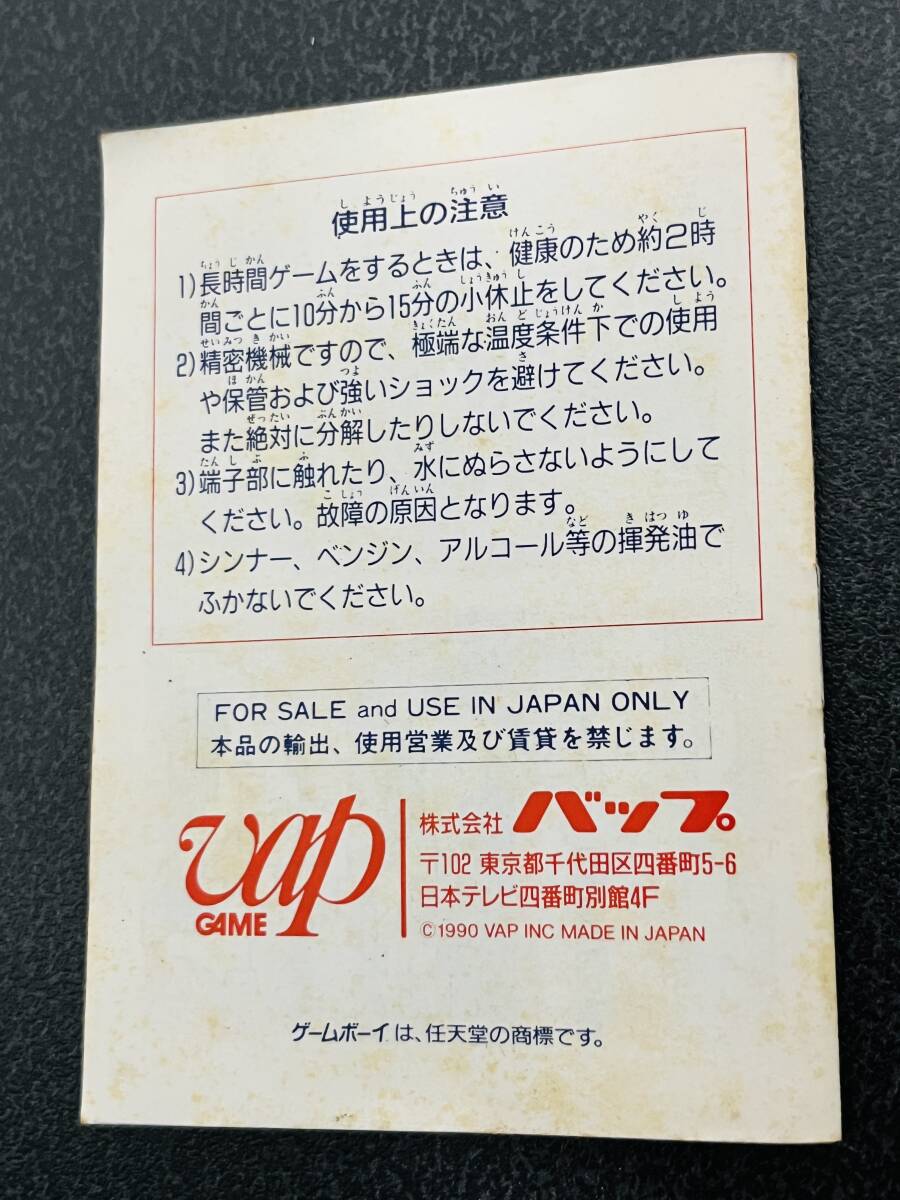 使用上の注意
1)長時間ゲームをするときは、健康のため約2時
間ごとに10分から15分の小休止をしてください。
2)精密機械ですので、極端な温度条件下での使用
や保管および強いショックを避けてください。
また絶対に分解したりしないでください。
3)端子部に触れたり、水にぬらさないようにして
ください。故障の原因となります。
4)シンナー、ベンジン、アルコール等の揮発油で
ふかないでください。
FOR SALE and USE IN JAPAN ONLY
本品の輸出、使用営業及び賃貸を禁じます。
vap
GAME
株式会社 バップ。
〒102 東京都千代田区四番町5-6
日本テレビ四番町別館4F
©1990 VAP INC MADE IN JAPAN
ゲームボーイは、任天堂の商標です。